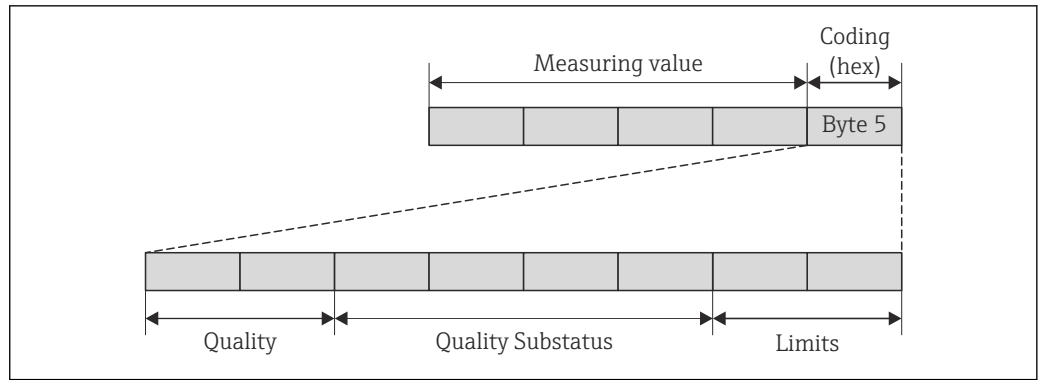 Coding
Measuring value
(hex)
Byte 5
Quality
Quality Substatus
Limits